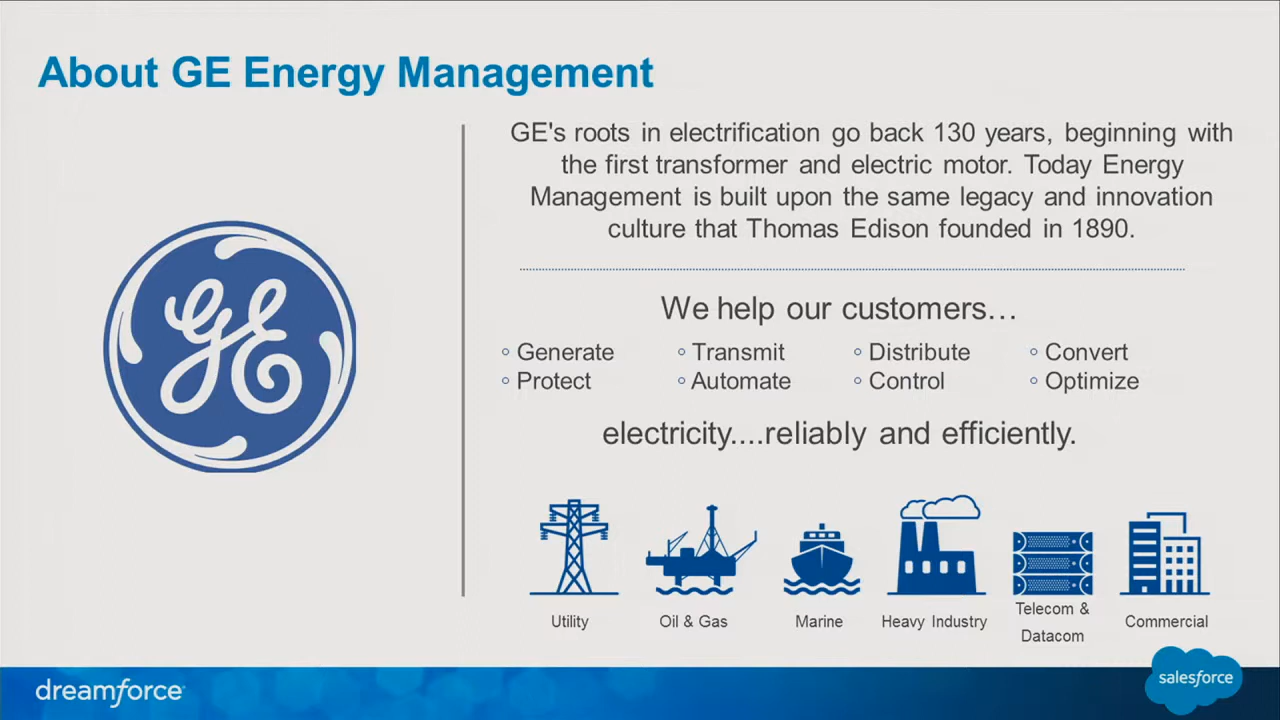 About GE Energy Management
GE's roots in electrification go back 130 years, beginning with
the first transformer and electric motor. Today Energy
Management is built upon the same legacy and innovation
culture that Thomas Edison founded in 1890.
GE
We help our customers…
◦ Generate ◦ Transmit ◦ Distribute ◦ Convert
◦ Protect ◦ Automate ◦ Control ◦ Optimize
electricity....reliably and efficiently.
Utility
Oil & Gas
Marine
Heavy Industry
Telecom &
Datacom
Commercial
dreamforce
salesforce